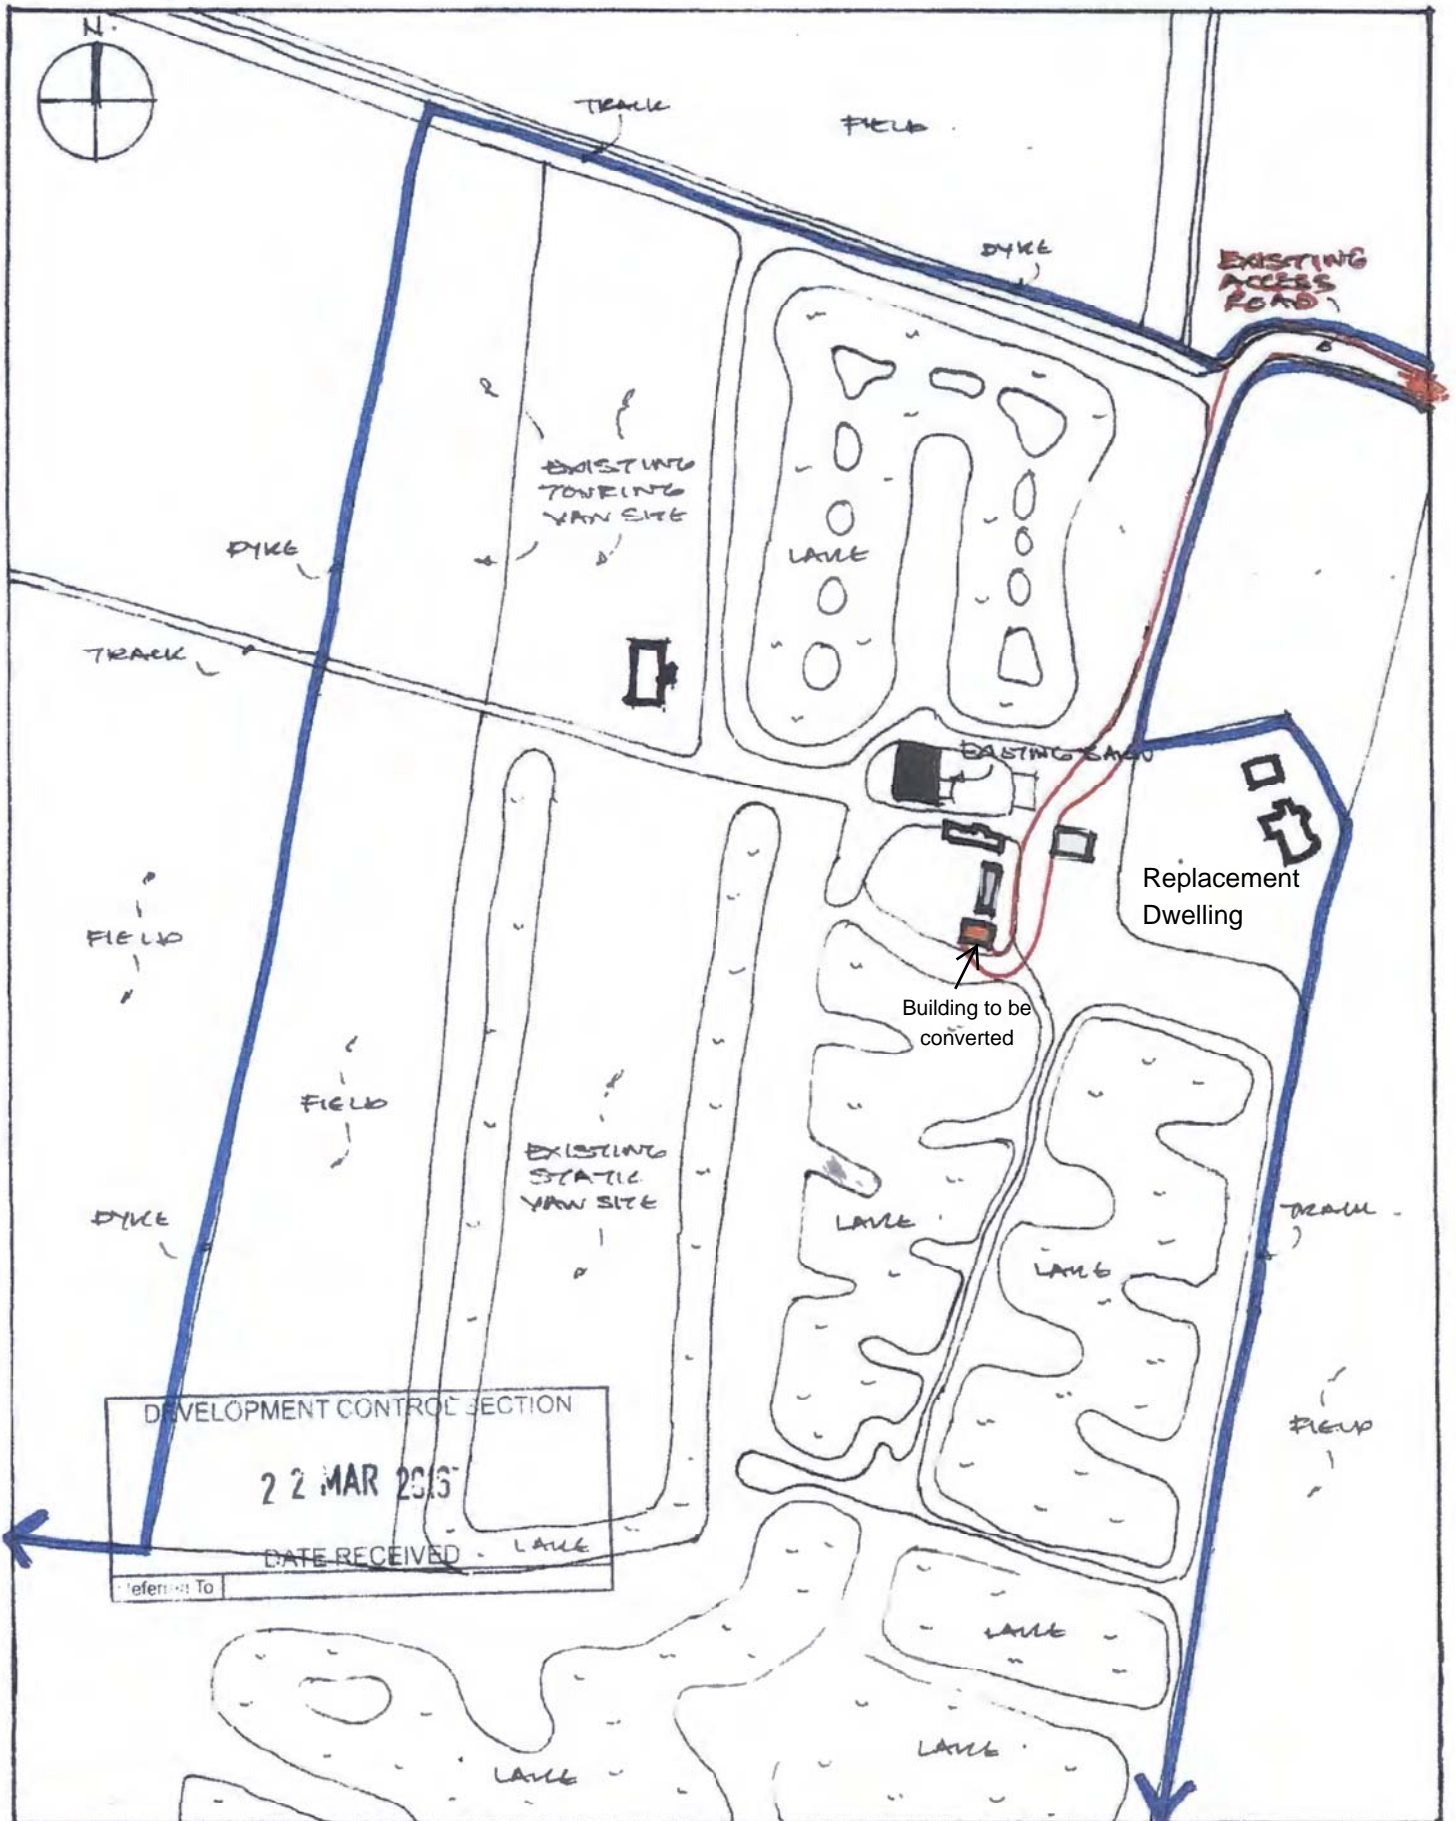 N.
TRACK
FIELD
DYKE
EXISTING
ACCESS
ROAD
EXISTING
TOURING
VAN SITE
DYKE
LAKE
TRACK
EXISTING BARN
Replacement
Dwelling
FIELD
Building to be
converted
FIELD
EXISTING
STATIC
VAN SITE
DYKE
LAKE
TRACK
LAKE
FIELD
DEVELOPMENT CONTROL SECTION
22 MAR
DATE RECEIVED
To
LAKE
LAKE
LAKE
LAKE